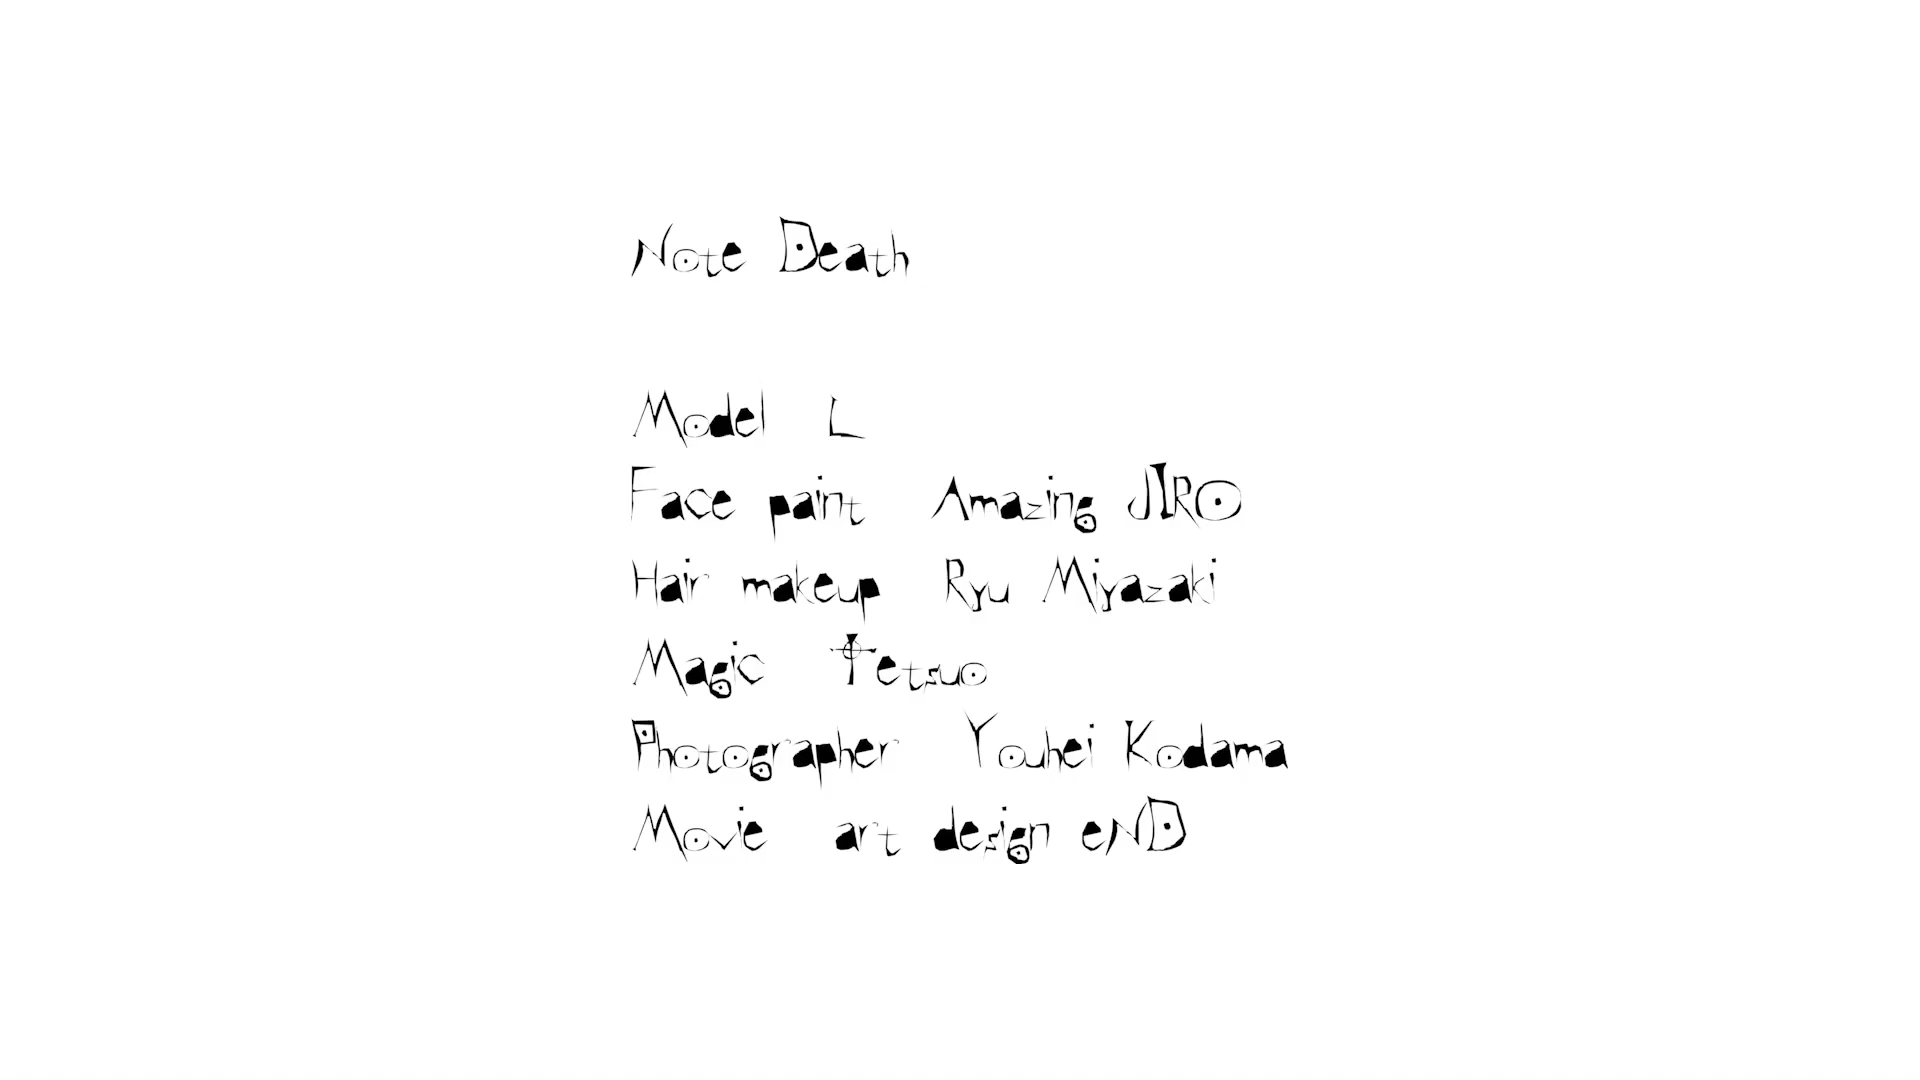 Note Death
Model L
Face paint Amazing JIRO
Hair makeup Ryu Miyazaki
Magic Tetsuo
Photographer Youhei Kodama
Movie art design eND